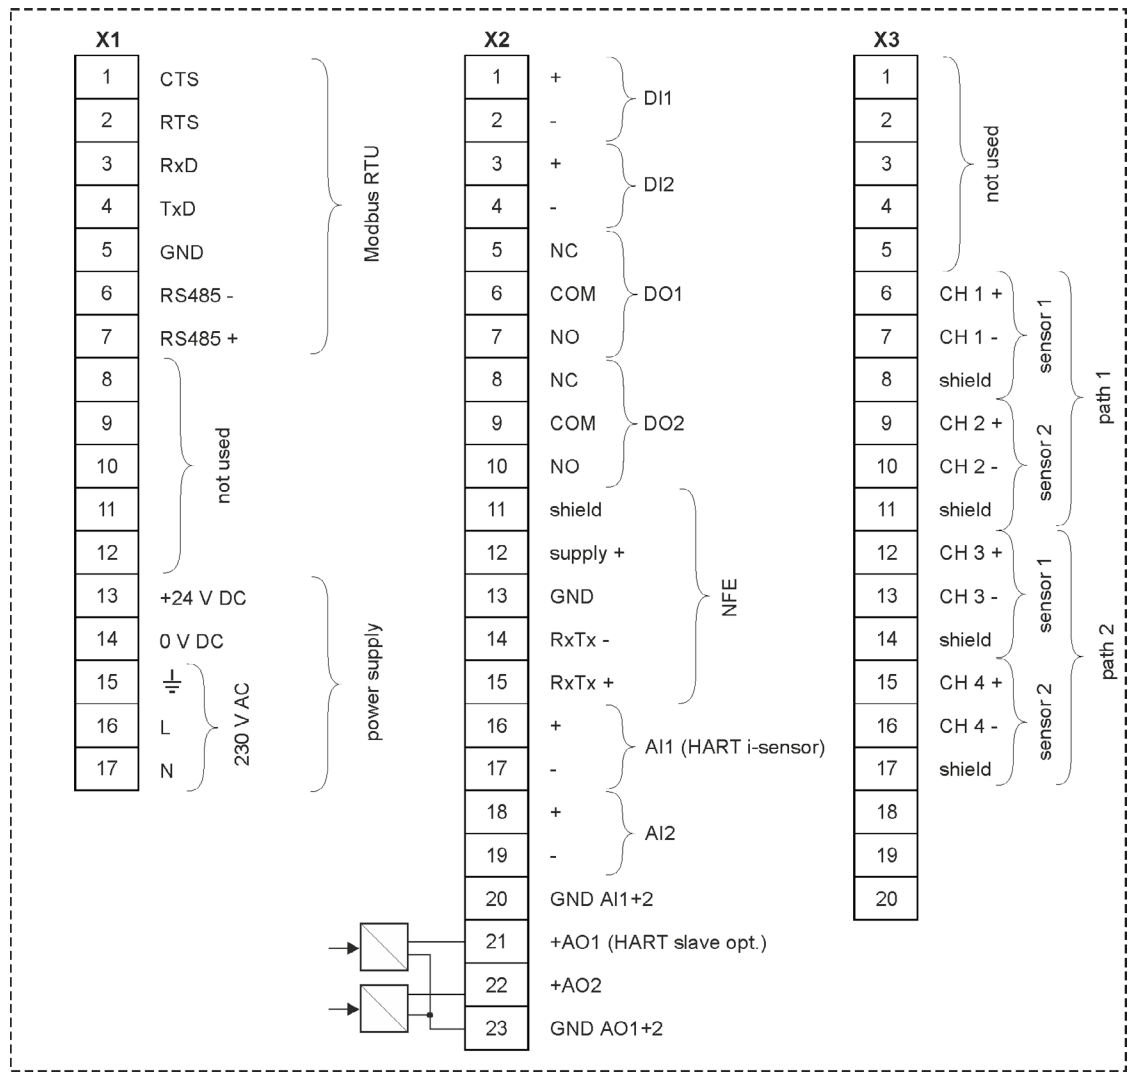 X1
1 CTS
2 RTS
3 RxD
4 TxD
5 GND
6 RS485 -
7 RS485 +
Modbus RTU
8
9
10
11
12
not used
13 +24 V DC
14 0 V DC
15
16 L
17 N
230 V AC
power supply
X2
1 +
2 -
DI1
3 +
4 -
DI2
5 NC
6 COM
7 NO
DO1
8 NC
9 COM
10 NO
DO2
11 shield
12 supply +
13 GND
14 RxTx -
15 RxTx +
NFE
16 +
17 -
AI1 (HART i-sensor)
18 +
19 -
AI2
20 GND AI1+2
21 +AO1 (HART slave opt.)
22 +AO2
23 GND AO1+2
X3
1
2
3
4
5
not used
6 CH 1 +
7 CH 1 -
8 shield
sensor 1
9 CH 2 +
10 CH 2 -
11 shield
sensor 2
path 1
12 CH 3 +
13 CH 3 -
14 shield
sensor 1
15 CH 4 +
16 CH 4 -
17 shield
sensor 2
path 2
18
19
20